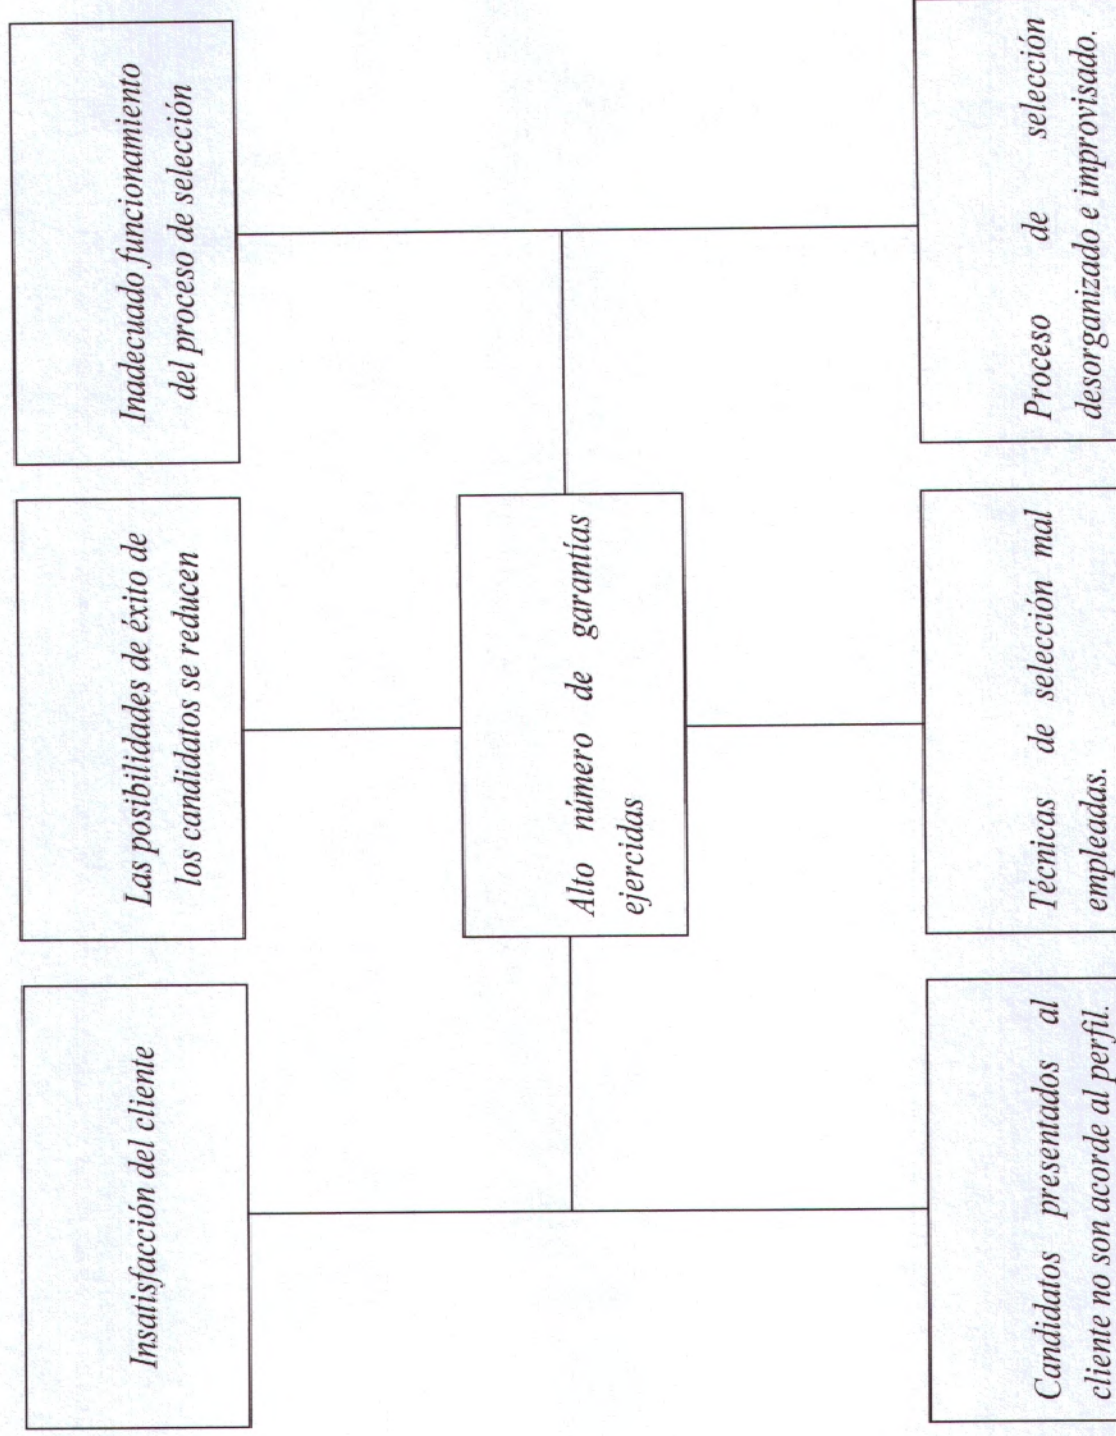 Insatisfacción del cliente
Las posibilidades de éxito de
los candidatos se reducen
Inadecuado funcionamiento
del proceso de selección
Alto número de garantías
ejercidas
Candidatos presentados al
cliente no son acorde al perfil.
Técnicas de selección mal
empleadas.
Proceso de selección
desorganizado e improvisado.